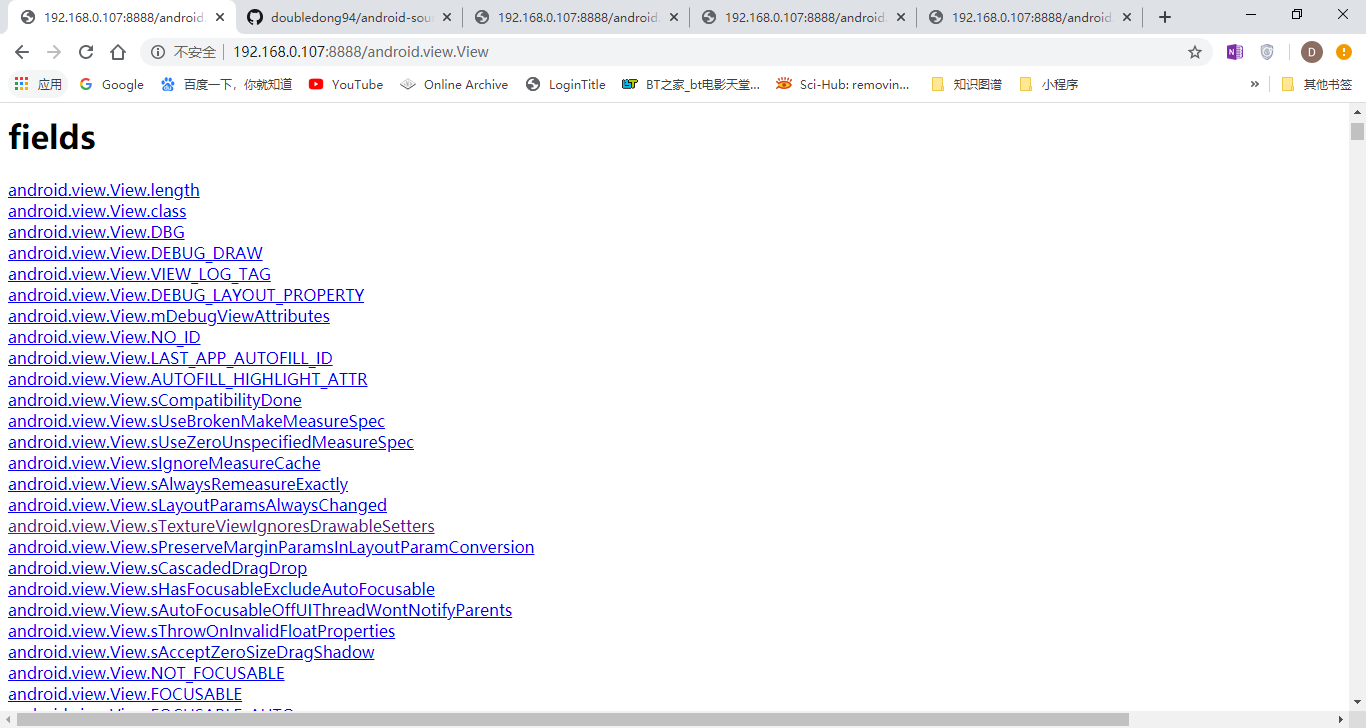 192.168.0.107:8888/android.
doubledong94/android-sou
192.168.0.107:8888/android.
192.168.0.107:8888/android.
192.168.0.107:8888/android.
不安全 192.168.0.107:8888/android.view.View
D
应用 Google 百度一下，你就知道 YouTube Online Archive LoginTitle BT之家_bt电影天堂... Sci-Hub: removin... 知识图谱 小程序 » 其他书签
fields
android.view.View.length
android.view.View.class
android.view.View.DBG
android.view.View.DEBUG_DRAW
android.view.View.VIEW_LOG_TAG
android.view.View.DEBUG_LAYOUT_PROPERTY
android.view.View.mDebugViewAttributes
android.view.View.NO_ID
android.view.View.LAST_APP_AUTOFILL_ID
android.view.View.AUTOFILL_HIGHLIGHT_ATTR
android.view.View.sCompatibilityDone
android.view.View.sUseBrokenMakeMeasureSpec
android.view.View.sUseZeroUnspecifiedMeasureSpec
android.view.View.sIgnoreMeasureCache
android.view.View.sAlwaysRemeasureExactly
android.view.View.sLayoutParamsAlwaysChanged
android.view.View.sTextureViewIgnoresDrawableSetters
android.view.View.sPreserveMarginParamsInLayoutParamConversion
android.view.View.sCascadedDragDrop
android.view.View.sHasFocusableExcludeAutoFocusable
android.view.View.sAutoFocusableOffUIThreadWontNotifyParents
android.view.View.sThrowOnInvalidFloatProperties
android.view.View.sAcceptZeroSizeDragShadow
android.view.View.NOT_FOCUSABLE
android.view.View.FOCUSABLE